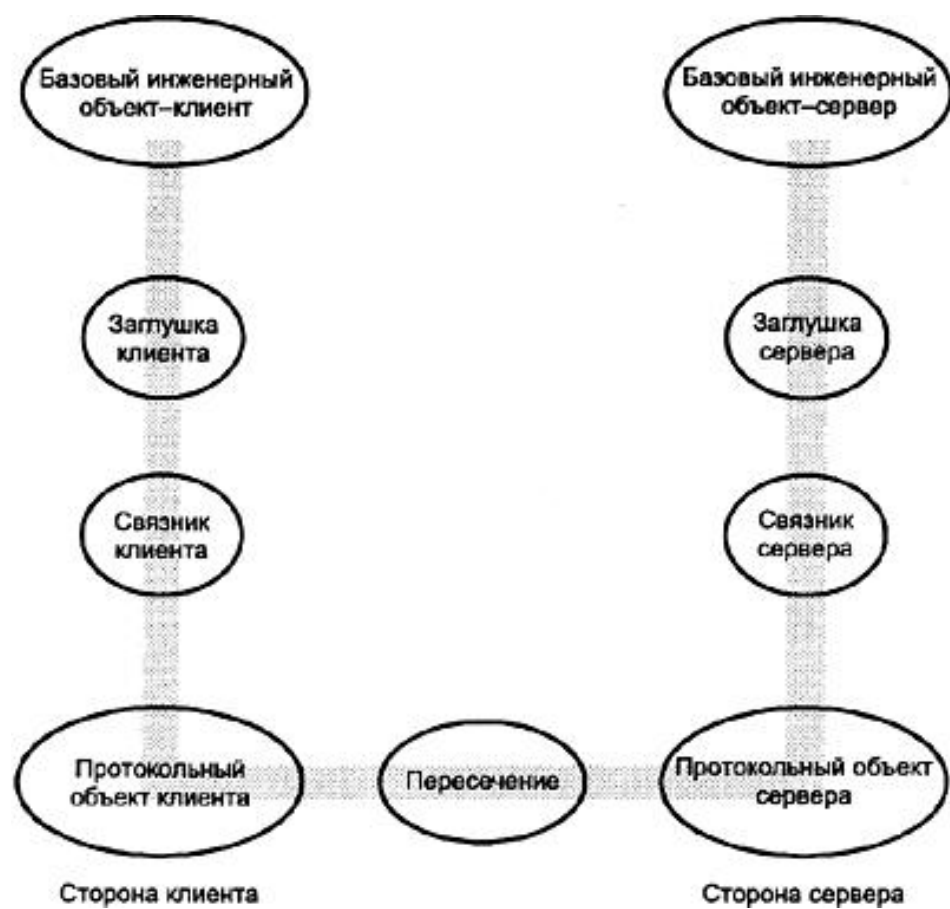 Базовый инженерный
объект–клиент
Базовый инженерный
объект–сервер
Заглушка
клиента
Заглушка
сервера
Связник
клиента
Связник
сервера
Протокольный
объект клиента
Пересечение
Протокольный объект
сервера
Сторона клиента
Сторона сервера